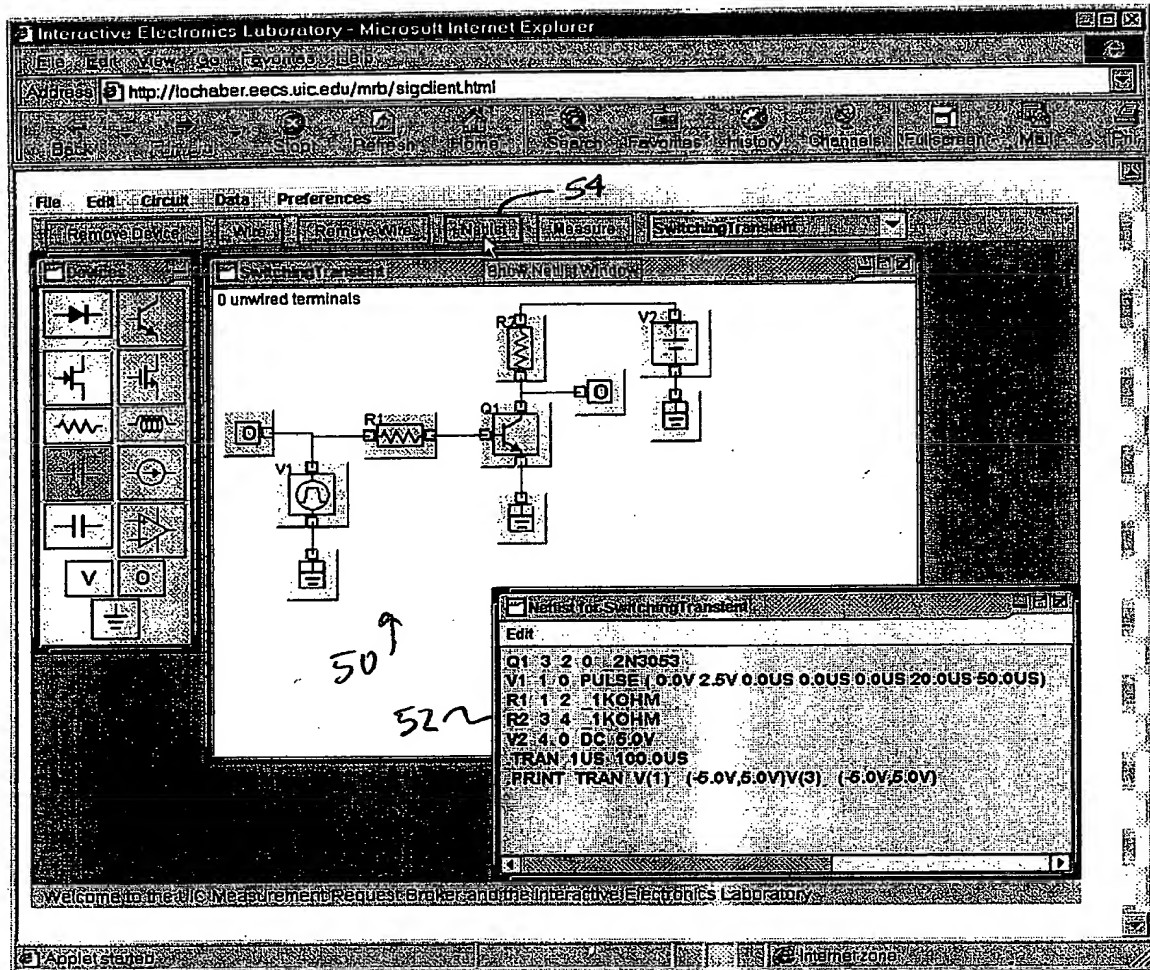 Interactive Electronics Laboratory - Microsoft Internet Explorer
File Edit View Go Favorites Help
Address http://lochaber.eecs.uic.edu/mrb/sigclient.html
Back Forward Stop Refresh Home Search Favorites History Channels Fullscreen Mail Print
54
File Edit Circuit Data Preferences
Remove Device Wire Remove Wire Netlist Measure SwitchingTransient
Devices
SwitchingTransient
Show Netlist Window
0 unwired terminals
R2
V2
R1
Q1
O
O
V1
V O
50
Netlist for SwitchingTransient
Edit
Q1 3 2 0 _2N3053
V1 1 0 PULSE ( 0.0V 2.5V 0.0US 0.0US 0.0US 20.0US 50.0US)
R1 1 2 _1KOHM
52
R2 3 4 _1KOHM
V2 4 0 DC 5.0V
.TRAN 1US 100.0US
.PRINT TRAN V(1) (-5.0V,5.0V)V(3) (-5.0V,5.0V)
Welcome to the UIC Measurement Request Broker and the Interactive Electronics Laboratory
Applet started
Internet zone